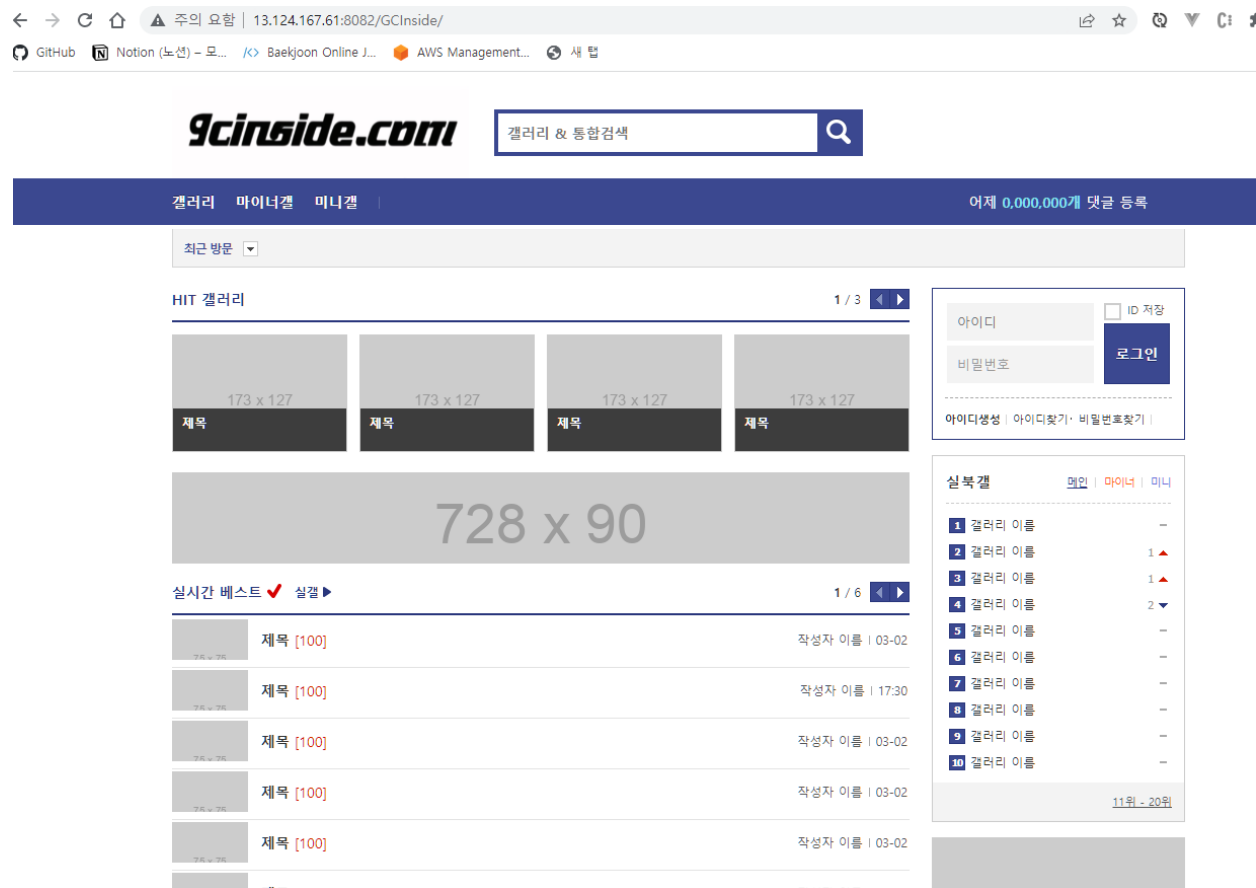 주의 요함 | 13.124.167.61:8082/GCInside/
GitHub Notion (노션) – 모... Baekjoon Online J... AWS Management... 새 탭
gcinside.com 갤러리 & 통합검색
갤러리 마이너갤 미니갤 어제 0,000,000개 댓글 등록
최근 방문
HIT 갤러리 1 / 3
173 x 127 173 x 127 173 x 127 173 x 127
제목 제목 제목 제목
728 x 90
실시간 베스트 실갤 1 / 6
제목 [100] 작성자 이름 03-02
75 x 75
제목 [100] 작성자 이름 17:30
75 x 75
제목 [100] 작성자 이름 03-02
75 x 75
제목 [100] 작성자 이름 03-02
75 x 75
제목 [100] 작성자 이름 03-02
75 x 75
아이디 ID 저장
비밀번호 로그인
아이디생성 아이디찾기· 비밀번호찾기
실북갤 메인 마이너 미니
1 갤러리 이름 –
2 갤러리 이름 1
3 갤러리 이름 1
4 갤러리 이름 2
5 갤러리 이름 –
6 갤러리 이름 –
7 갤러리 이름 –
8 갤러리 이름 –
9 갤러리 이름 –
10 갤러리 이름 –
11위 - 20위